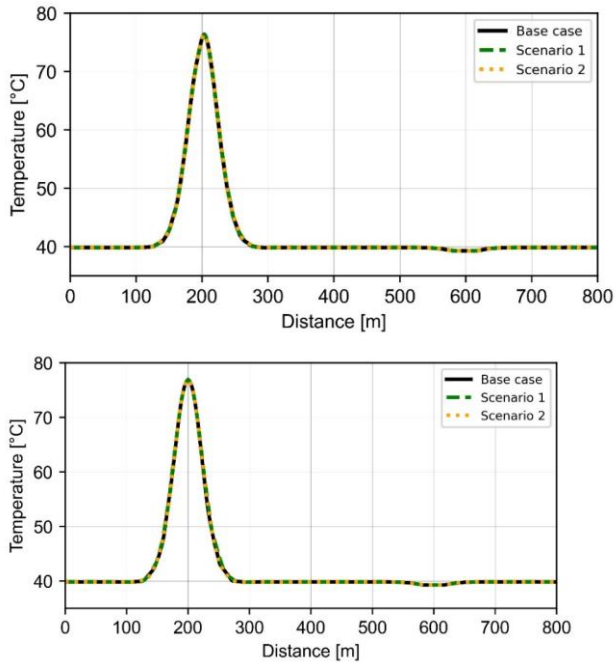 80
70
60
50
40
Temperature [°C]
Base case
Scenario 1
Scenario 2
0 100 200 300 400 500 600 700 800
Distance [m]
80
70
60
50
40
Temperature [°C]
Base case
Scenario 1
Scenario 2
0 100 200 300 400 500 600 700 800
Distance [m]